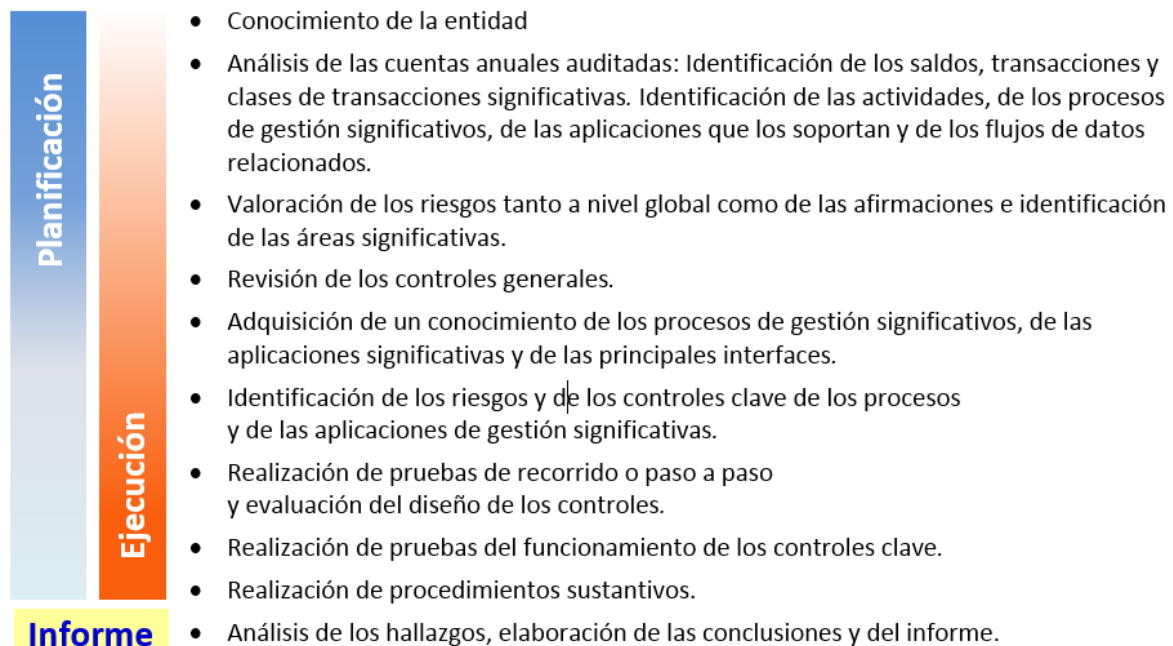 Planificación
Ejecución
Informe
• Conocimiento de la entidad
• Análisis de las cuentas anuales auditadas: Identificación de los saldos, transacciones y
clases de transacciones significativas. Identificación de las actividades, de los procesos
de gestión significativos, de las aplicaciones que los soportan y de los flujos de datos
relacionados.
• Valoración de los riesgos tanto a nivel global como de las afirmaciones e identificación
de las áreas significativas.
• Revisión de los controles generales.
• Adquisición de un conocimiento de los procesos de gestión significativos, de las
aplicaciones significativas y de las principales interfaces.
• Identificación de los riesgos y de los controles clave de los procesos
y de las aplicaciones de gestión significativas.
• Realización de pruebas de recorrido o paso a paso
y evaluación del diseño de los controles.
• Realización de pruebas del funcionamiento de los controles clave.
• Realización de procedimientos sustantivos.
• Análisis de los hallazgos, elaboración de las conclusiones y del informe.